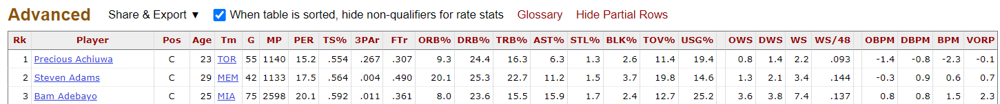 Advanced Share & Export ▼ When table is sorted, hide non-qualifiers for rate stats Glossary Hide Partial Rows
Rk Player Pos Age Tm G MP PER TS% 3PAr FTr ORB% DRB% TRB% AST% STL% BLK% TOV% USG% OWS DWS WS WS/48 OBPM DBPM BPM VORP
1 Precious Achiuwa C 23 TOR 55 1140 15.2 .554 .267 .307 9.3 24.4 16.3 6.3 1.3 2.6 11.4 19.4 0.8 1.4 2.2 .093 -1.4 -0.8 -2.3 -0.1
2 Steven Adams C 29 MEM 42 1133 17.5 .564 .004 .490 20.1 25.3 22.7 11.2 1.5 3.7 19.8 14.6 1.3 2.1 3.4 .144 -0.3 0.9 0.6 0.7
3 Bam Adebayo C 25 MIA 75 2598 20.1 .592 .011 .361 8.0 23.6 15.5 15.9 1.7 2.4 12.7 25.2 3.6 3.8 7.4 .137 0.8 0.8 1.5 2.3